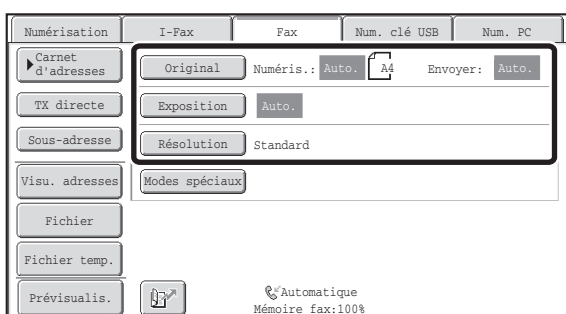 Numérisation I-Fax Fax Num. clé USB Num. PC
Carnet d'adresses
Original Numéris.: Auto. A4 Envoyer: Auto.
TX directe
Exposition Auto.
Sous-adresse
Résolution Standard
Visu. adresses
Modes spéciaux
Fichier
Fichier temp.
Prévisualis.
Automatique
Mémoire fax:100%